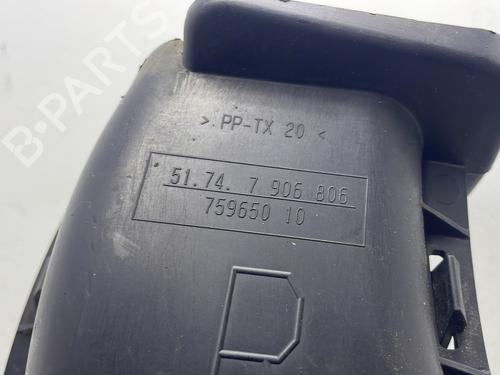 > PP-TX 20 <
51.74. 7 906 806
759650 10
P
B-PARTS